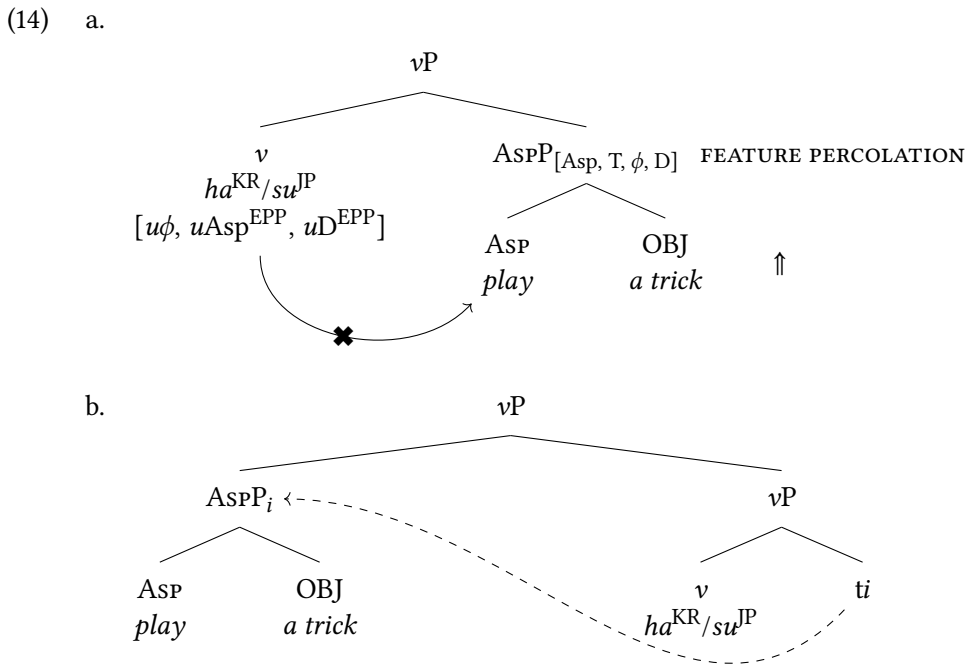 (14) a.
vP
v AspP[Asp, T, ϕ, D] FEATURE PERCOLATION
ha^KR/su^JP
[uϕ, uAsp^EPP, uD^EPP]
Asp OBJ
play a trick ⇑
✖
b.
vP
AspP_i vP
Asp OBJ v ti
play a trick ha^KR/su^JP